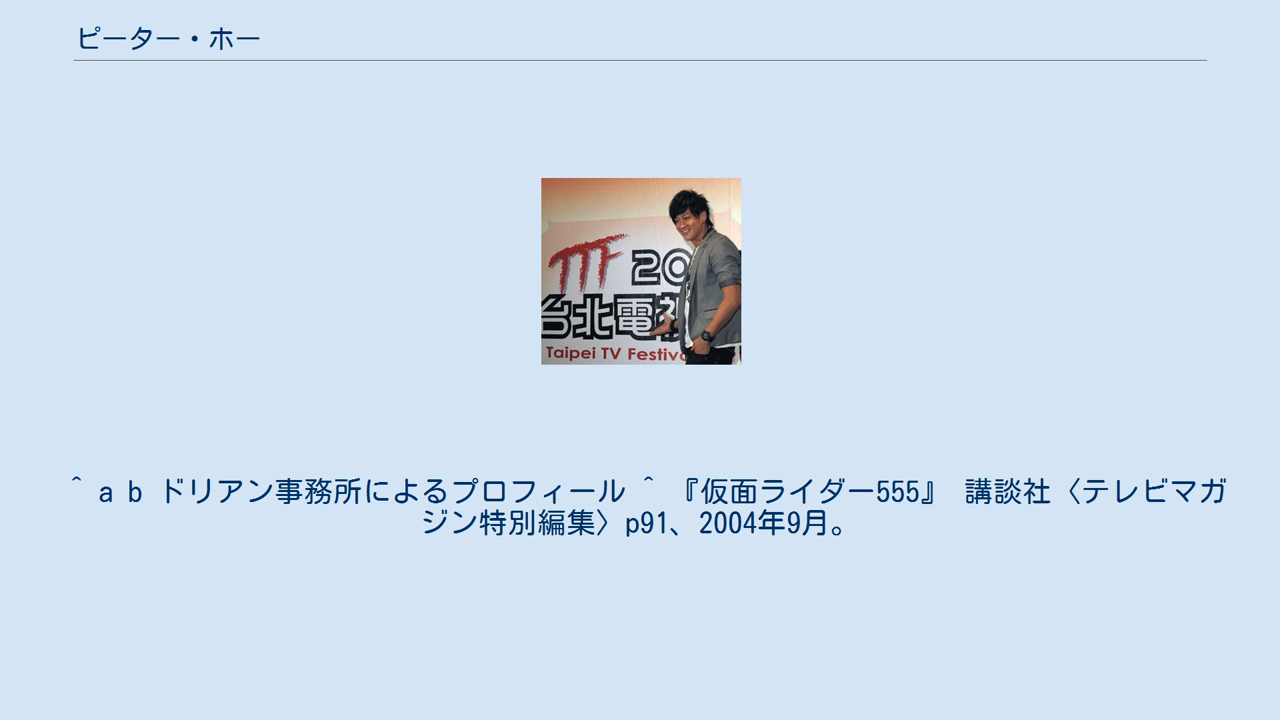 ピーター・ホー
TTF 20
台北電視
Taipei TV Festiv
^ a b ドリアン事務所によるプロフィール ^ 『仮面ライダー555』 講談社〈テレビマガ
ジン特別編集〉p91、2004年9月。